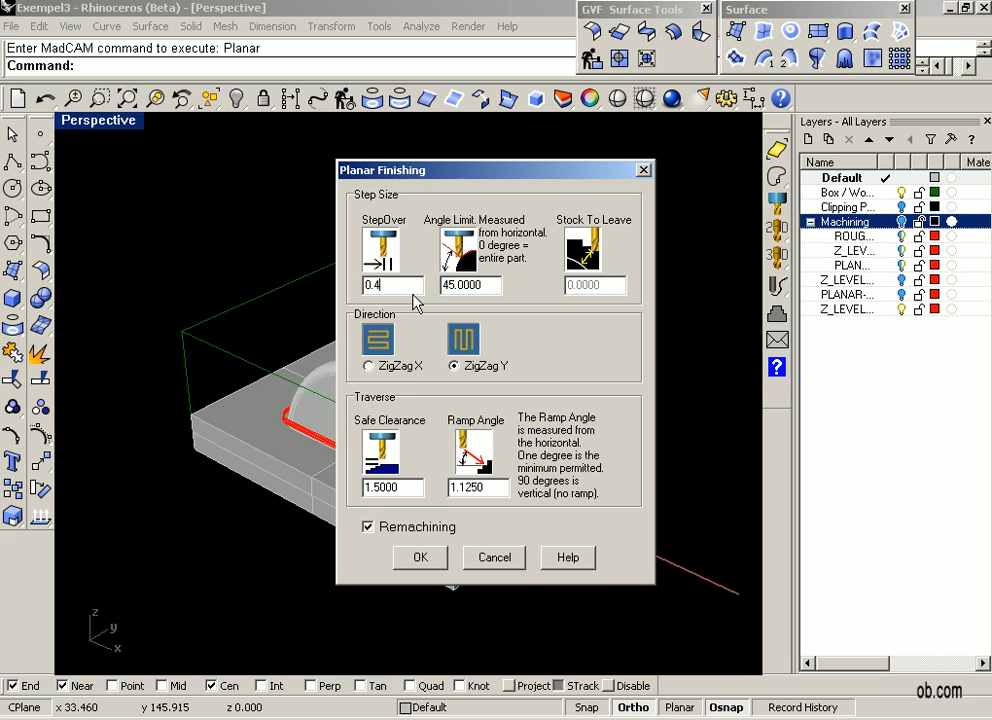 Exempel3 - Rhinoceros (Beta) - [Perspective]
GVF Surface Tools
Surface
File Edit View Curve Surface Solid Mesh Dimension Transform Tools Analyze Render Help
Enter MadCAM command to execute: Planar
Command:
Perspective
Layers - All Layers
Name
Mate
Default
Box / Wo...
Clipping P...
Machining
ROUG...
Z_LEV...
PLAN...
Z_LEVEL...
PLANAR-...
Z_LEVEL...
Planar Finishing
Step Size
StepOver
Angle Limit. Measured
from horizontal.
0 degree =
entire part.
Stock To Leave
0.4
45.0000
0.0000
Direction
ZigZag X
ZigZag Y
Traverse
Safe Clearance
Ramp Angle
The Ramp Angle
is measured from
the horizontal.
One degree is the
minimum permitted.
90 degrees is
vertical (no ramp).
1.5000
1.1250
Remachining
OK
Cancel
Help
z
y
x
End Near Point Mid Cen Int Perp Tan Quad Knot Project STrack Disable
ob.com
CPlane x 33.460 y 145.915 z 0.000 Default Snap Ortho Planar Osnap Record History